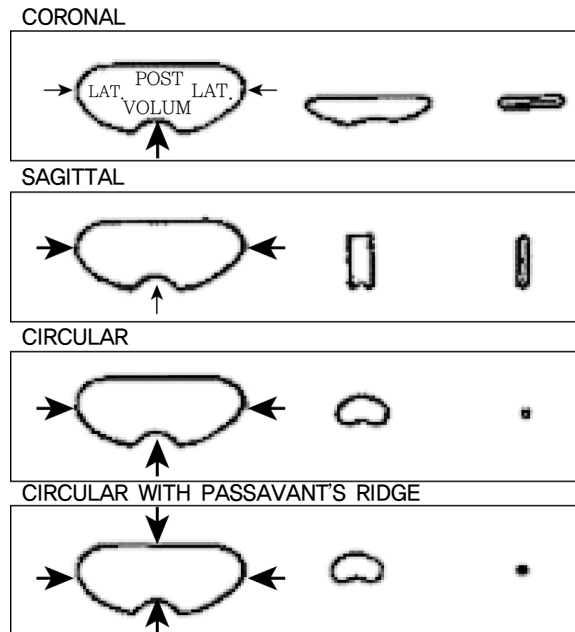 CORONAL
POST
LAT. LAT.
VOLUM
SAGITTAL
CIRCULAR
CIRCULAR WITH PASSAVANT'S RIDGE